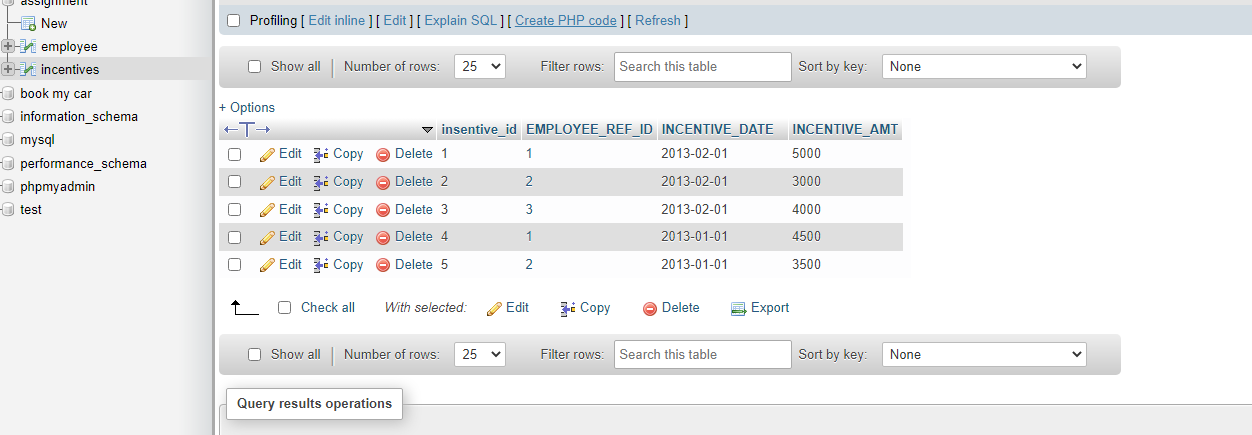 assignment
New
employee
incentives
book my car
information_schema
mysql
performance_schema
phpmyadmin
test
Profiling [ Edit inline ] [ Edit ] [ Explain SQL ] [ Create PHP code ] [ Refresh ]
Show all Number of rows: 25 Filter rows: Search this table Sort by key: None
+ Options
←T→ insentive_id EMPLOYEE_REF_ID INCENTIVE_DATE INCENTIVE_AMT
Edit Copy Delete 1 1 2013-02-01 5000
Edit Copy Delete 2 2 2013-02-01 3000
Edit Copy Delete 3 3 2013-02-01 4000
Edit Copy Delete 4 1 2013-01-01 4500
Edit Copy Delete 5 2 2013-01-01 3500
Check all With selected: Edit Copy Delete Export
Show all Number of rows: 25 Filter rows: Search this table Sort by key: None
Query results operations